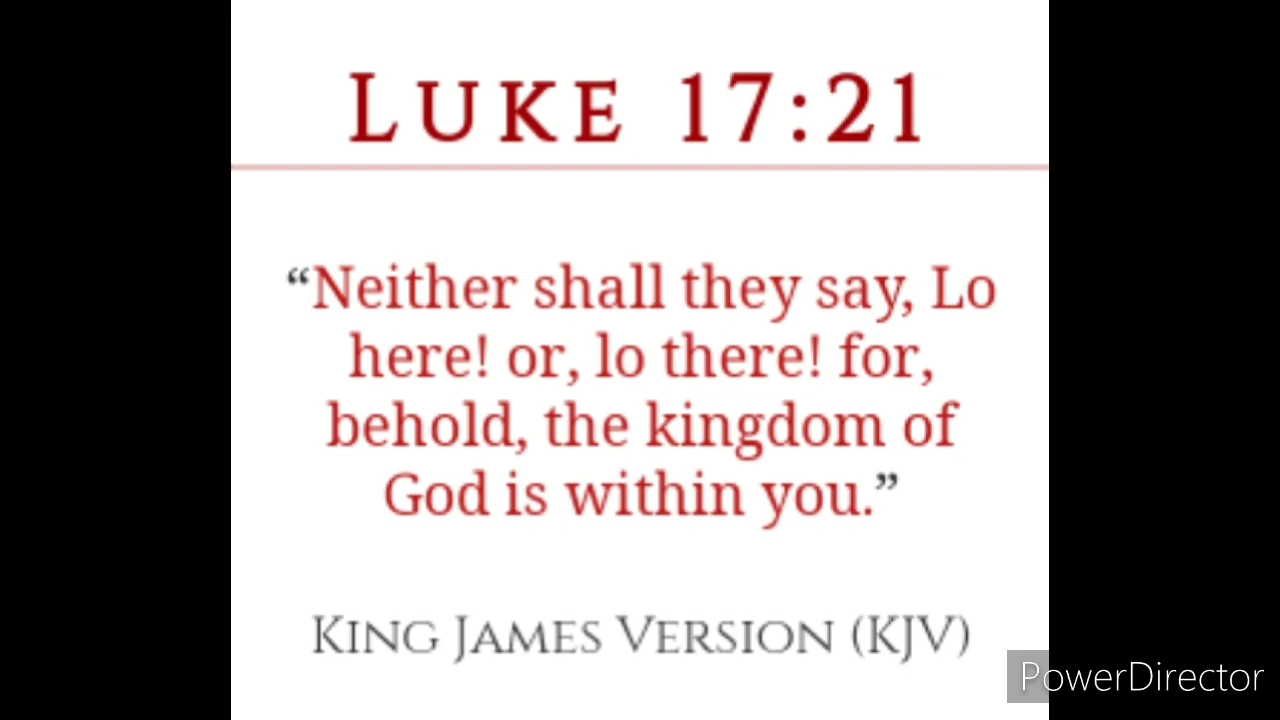 LUKE 17:21
“Neither shall they say, Lo
here! or, lo there! for,
behold, the kingdom of
God is within you.”
KING JAMES VERSION (KJV)
PowerDirector